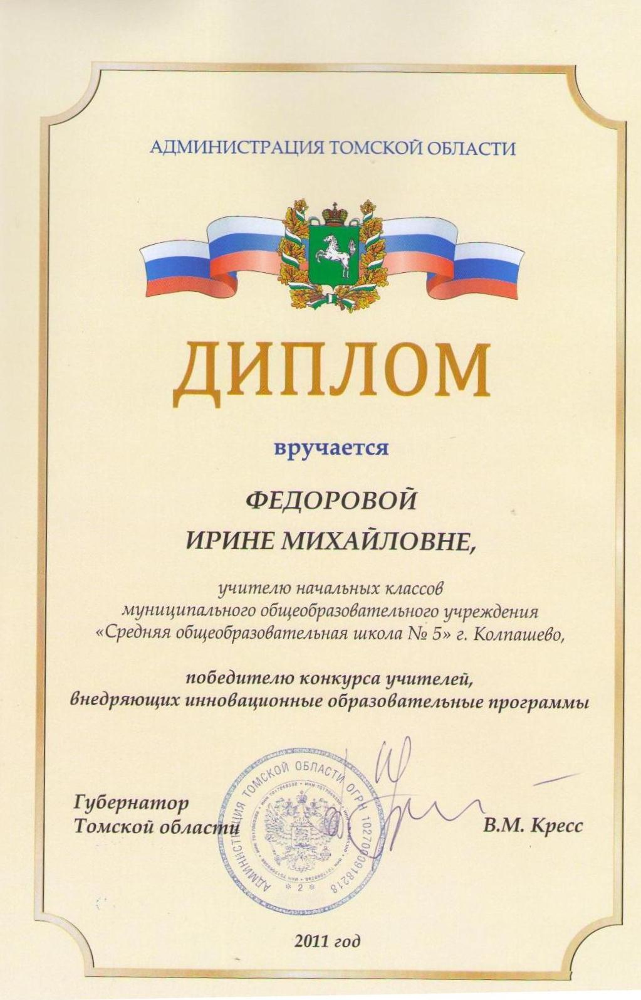 АДМИНИСТРАЦИЯ ТОМСКОЙ ОБЛАСТИ
ДИПЛОМ
вручается
ФЕДОРОВОЙ
ИРИНЕ МИХАЙЛОВНЕ,
учителю начальных классов
муниципального общеобразовательного учреждения
«Средняя общеобразовательная школа № 5» г. Колпашево,
победителю конкурса учителей,
внедряющих инновационные образовательные программы
Губернатор
Томской области
В.М. Кресс
АДМИНИСТРАЦИЯ ТОМСКОЙ ОБЛАСТИ ОГРН 1027000918218
* 2 *
2011 год